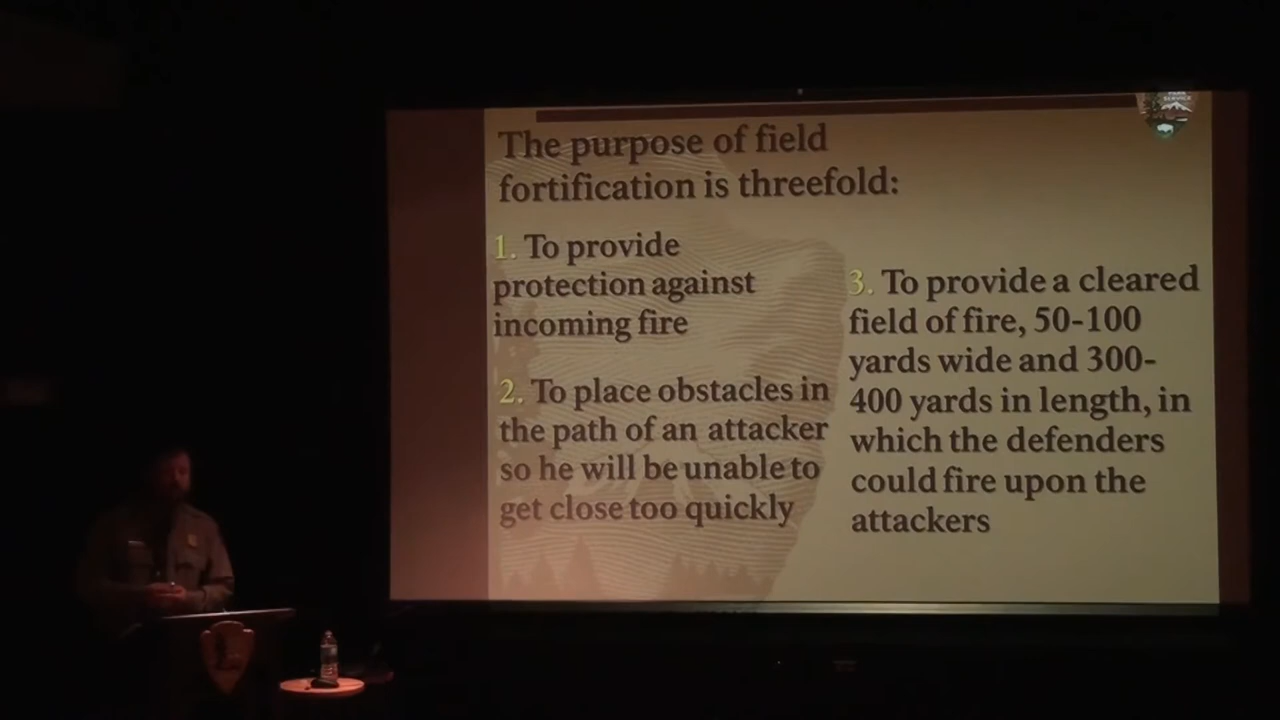 The purpose of field
fortification is threefold:
1. To provide
protection against
incoming fire
2. To place obstacles in
the path of an attacker
so he will be unable to
get close too quickly
3. To provide a cleared
field of fire, 50-100
yards wide and 300-
400 yards in length, in
which the defenders
could fire upon the
attackers
PARK
SERVICE